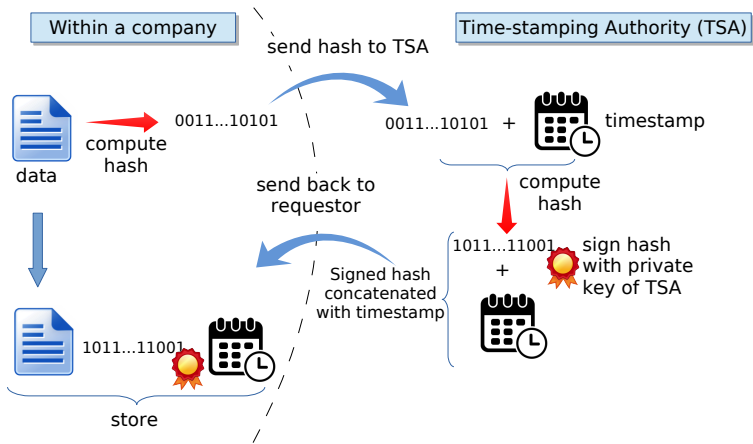 Within a company
Time-stamping Authority (TSA)
send hash to TSA
0011...10101
compute
hash
data
0011...10101
+
timestamp
compute
hash
send back to
requestor
1011...11001
+
sign hash
with private
key of TSA
Signed hash
concatenated
with timestamp
1011...11001
store